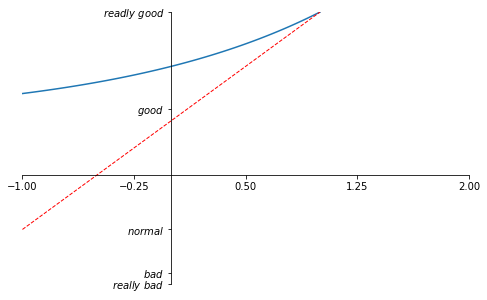 readly good
good
−1.00
−0.25
0.50
1.25
2.00
normal
bad
really bad